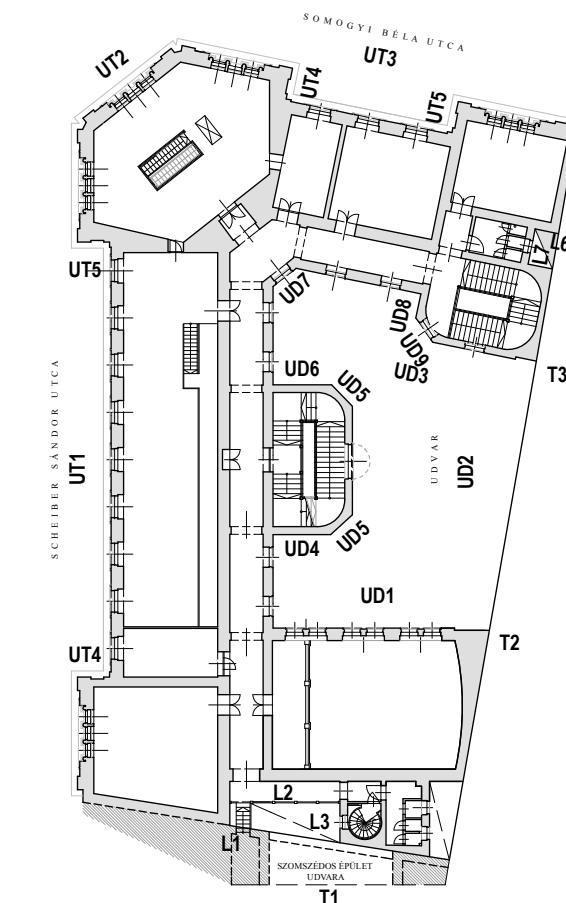 SOMOGYI BÉLA UTCA
UT3
UT2
UT4
UT5
L6
L7
UT5
UD7
UD8
UD9
UD3
T3
UD6
UD5
SCHEIBER SÁNDOR UTCA
UT1
UDVAR
UD2
UD4
UD5
UD1
UT4
T2
L2
L3
L1
SZOMSZÉDOS ÉPÜLET
UDVARA
T1